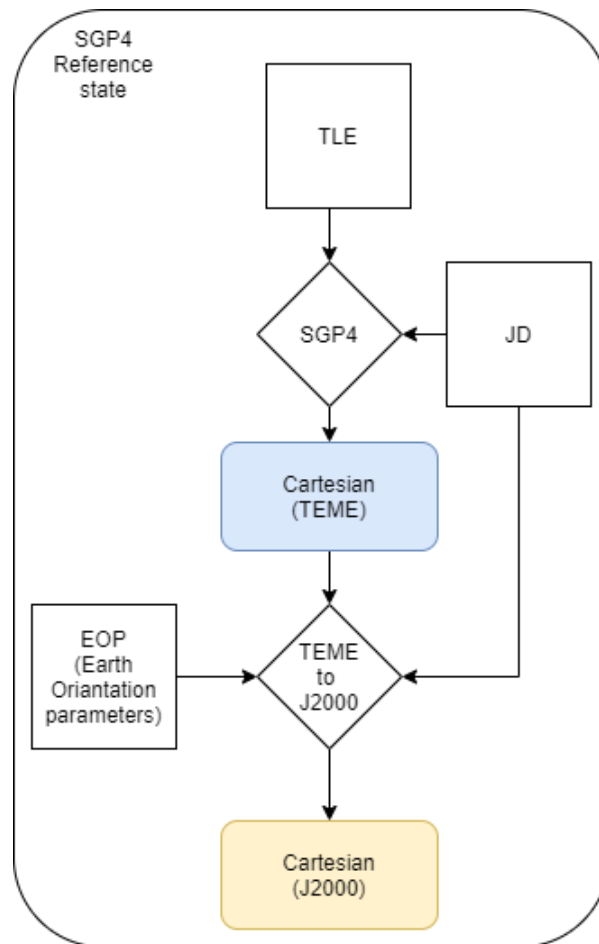 SGP4
Reference
state
TLE
SGP4
JD
Cartesian
(TEME)
EOP
(Earth
Oriantation
parameters)
TEME
to
J2000
Cartesian
(J2000)